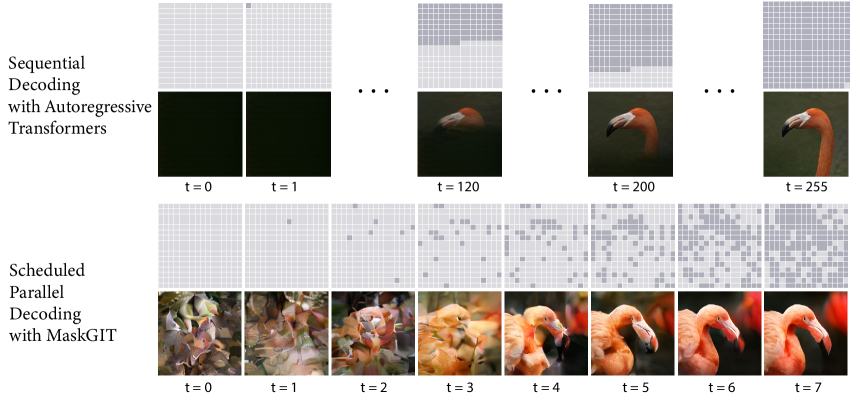 Sequential
Decoding
with Autoregressive
Transformers
• • •
• • •
• • •
t = 0
t = 1
t = 120
t = 200
t = 255
Scheduled
Parallel
Decoding
with MaskGIT
t = 0
t = 1
t = 2
t = 3
t = 4
t = 5
t = 6
t = 7